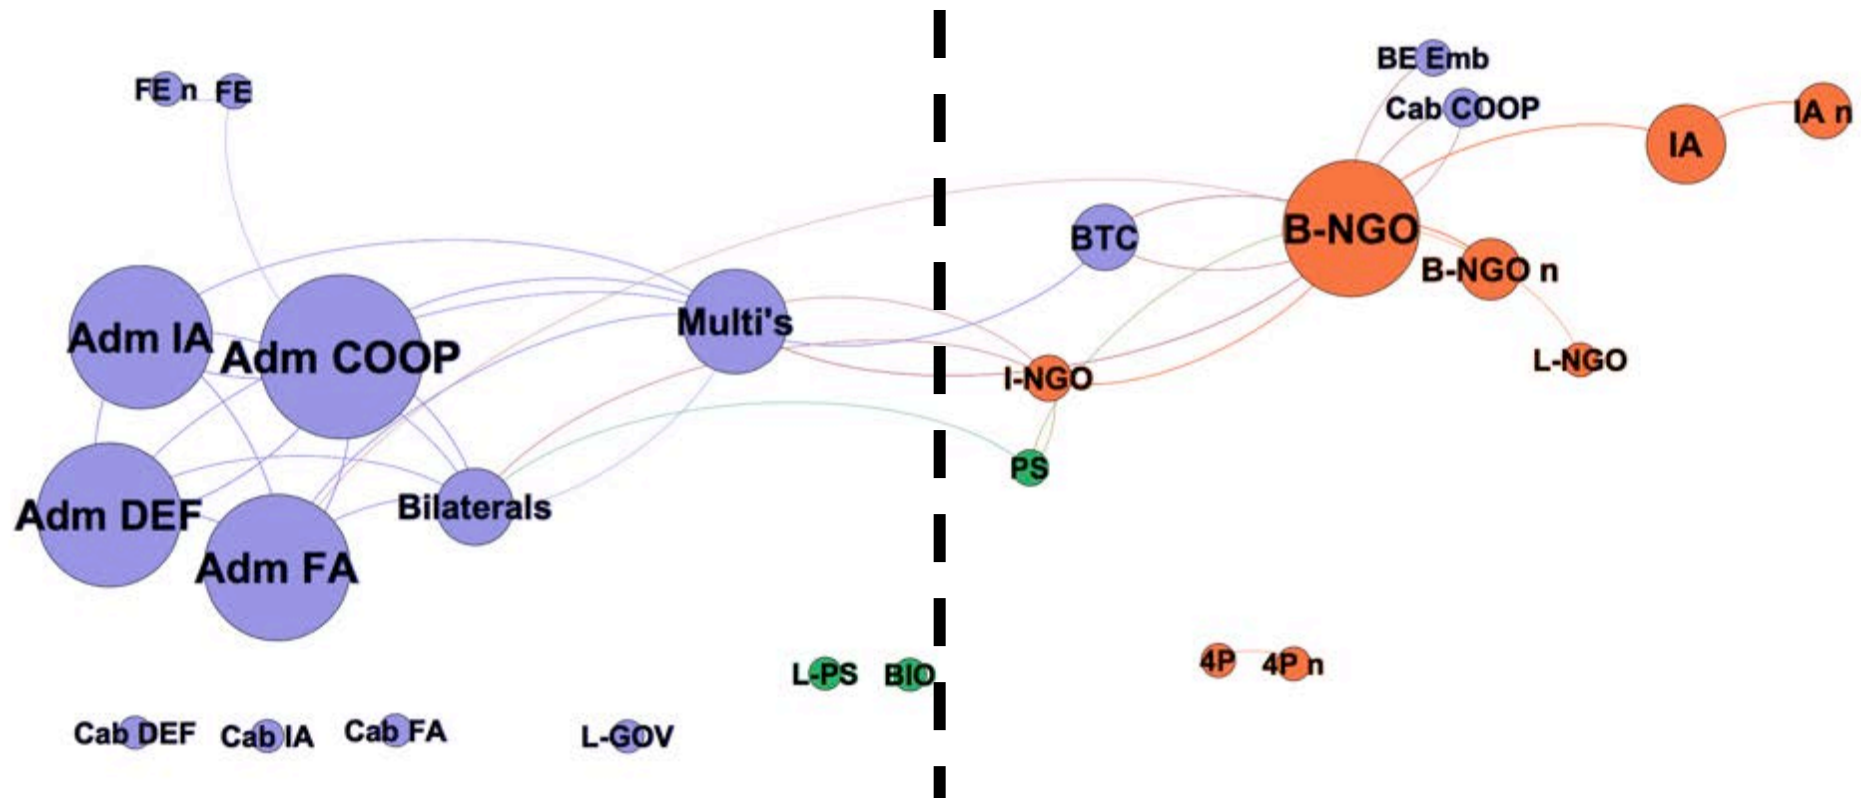 FE n
FE
BE Emb
Cab COOP
IA n
IA
B-NGO
BTC
B-NGO n
Multi's
Adm IA
Adm COOP
L-NGO
I-NGO
PS
Bilaterals
Adm DEF
Adm FA
4P
4P n
L-PS
BIO
Cab DEF
Cab IA
Cab FA
L-GOV